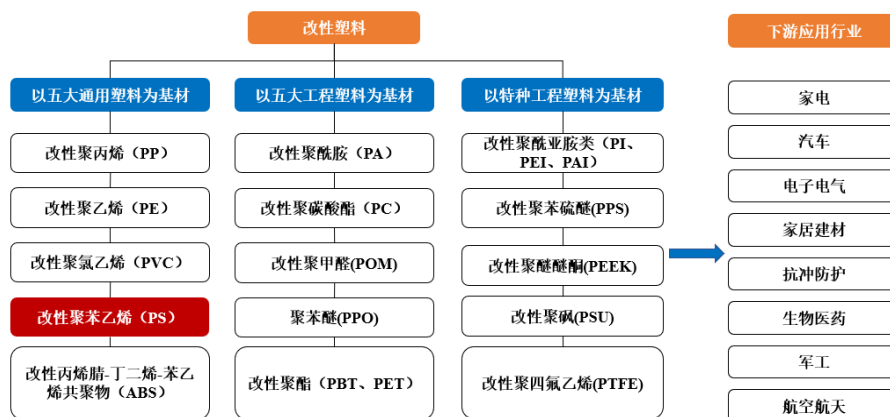 改性塑料
下游应用行业
以五大通用塑料为基材
以五大工程塑料为基材
以特种工程塑料为基材
改性聚丙烯（PP）
改性聚乙烯（PE）
改性聚氯乙烯（PVC）
改性聚苯乙烯（PS）
改性丙烯腈-丁二烯-苯乙
烯共聚物（ABS）
改性聚酰胺（PA）
改性聚碳酸酯（PC）
改性聚甲醛(POM)
聚苯醚(PPO)
改性聚酯（PBT、PET）
改性聚酰亚胺类（PI、
PEI、PAI）
改性聚苯硫醚(PPS)
改性聚醚醚酮(PEEK)
改性聚砜(PSU)
改性聚四氟乙烯(PTFE)
家电
汽车
电子电气
家居建材
抗冲防护
生物医药
军工
航空航天